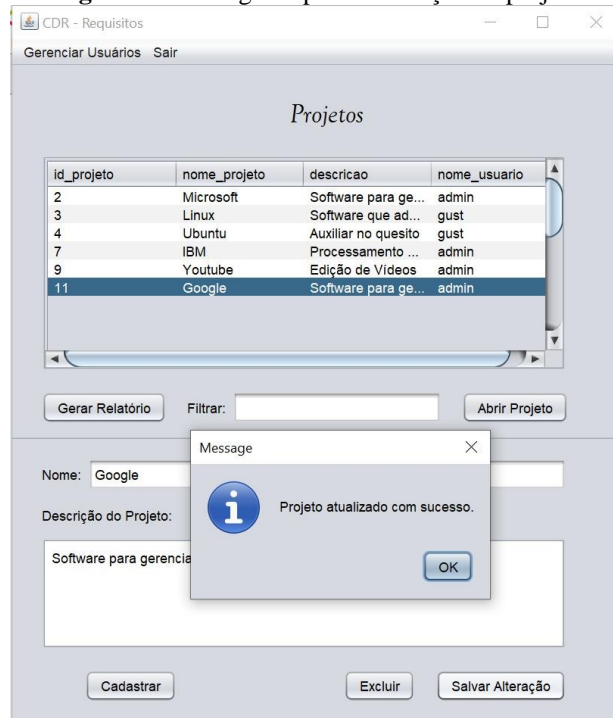 CDR - Requisitos
Gerenciar Usuários Sair
Projetos
id_projeto nome_projeto descricao nome_usuario
2 Microsoft Software para ge... admin
3 Linux Software que ad... gust
4 Ubuntu Auxiliar no quesito gust
7 IBM Processamento ... admin
9 Youtube Edição de Vídeos admin
11 Google Software para ge... admin
Gerar Relatório Filtrar: Abrir Projeto
Message
Nome: Google
Projeto atualizado com sucesso.
Descrição do Projeto:
Software para gerencia
OK
Cadastrar Excluir Salvar Alteração